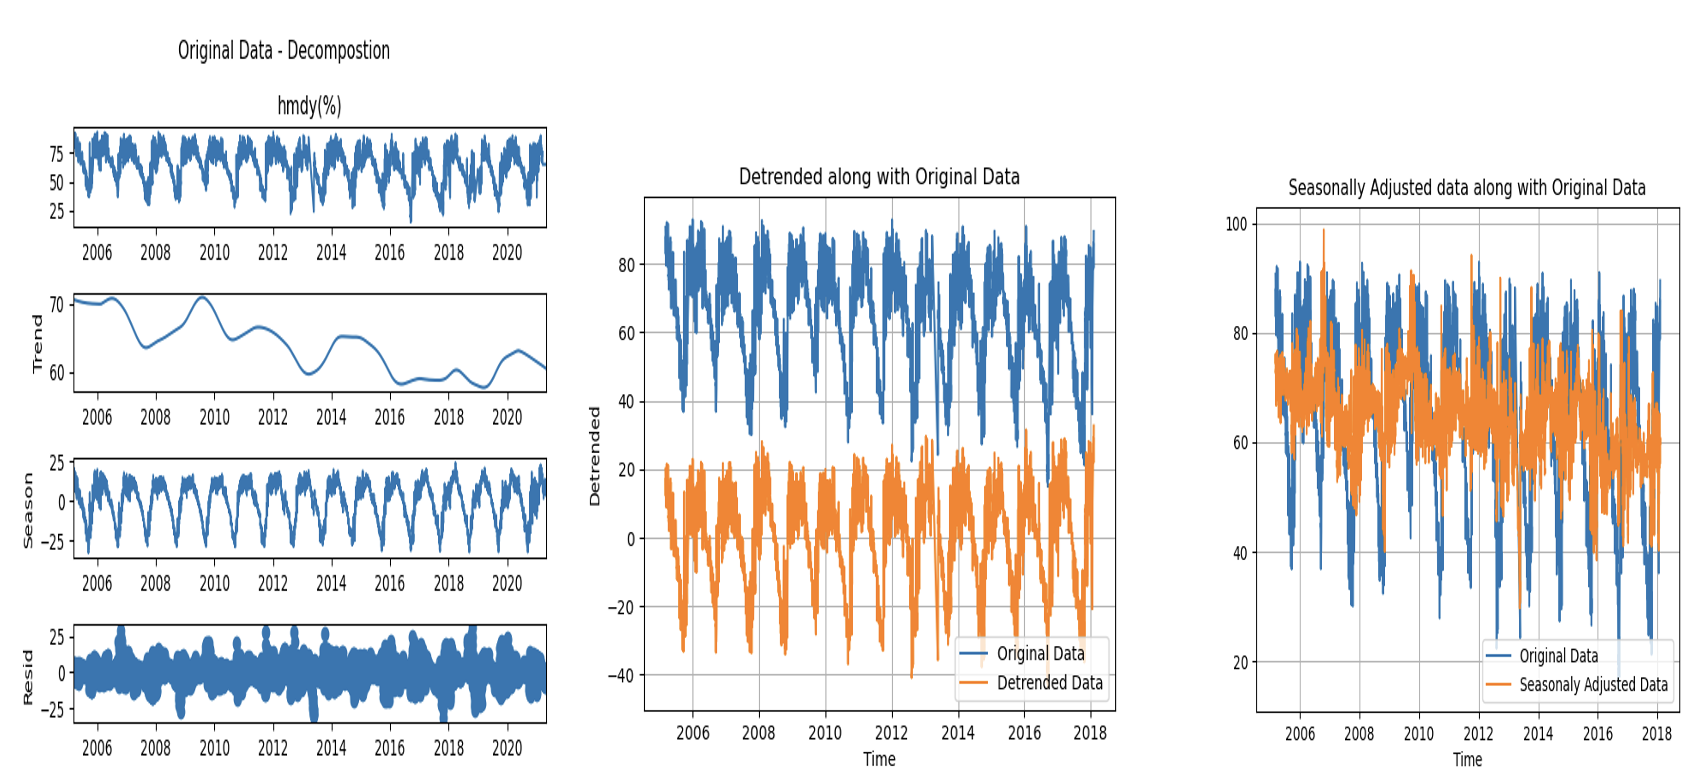 Original Data - Decompostion
hmdy(%)
75
50
25
2006 2008 2010 2012 2014 2016 2018 2020
Trend
70
60
2006 2008 2010 2012 2014 2016 2018 2020
Season
25
0
−25
2006 2008 2010 2012 2014 2016 2018 2020
Resid
25
0
−25
2006 2008 2010 2012 2014 2016 2018 2020
Detrended along with Original Data
Detrended
80
60
40
20
0
−20
−40
Original Data
Detrended Data
2006 2008 2010 2012 2014 2016 2018
Time
Seasonally Adjusted data along with Original Data
100
80
60
40
20
Original Data
Seasonaly Adjusted Data
2006 2008 2010 2012 2014 2016 2018
Time